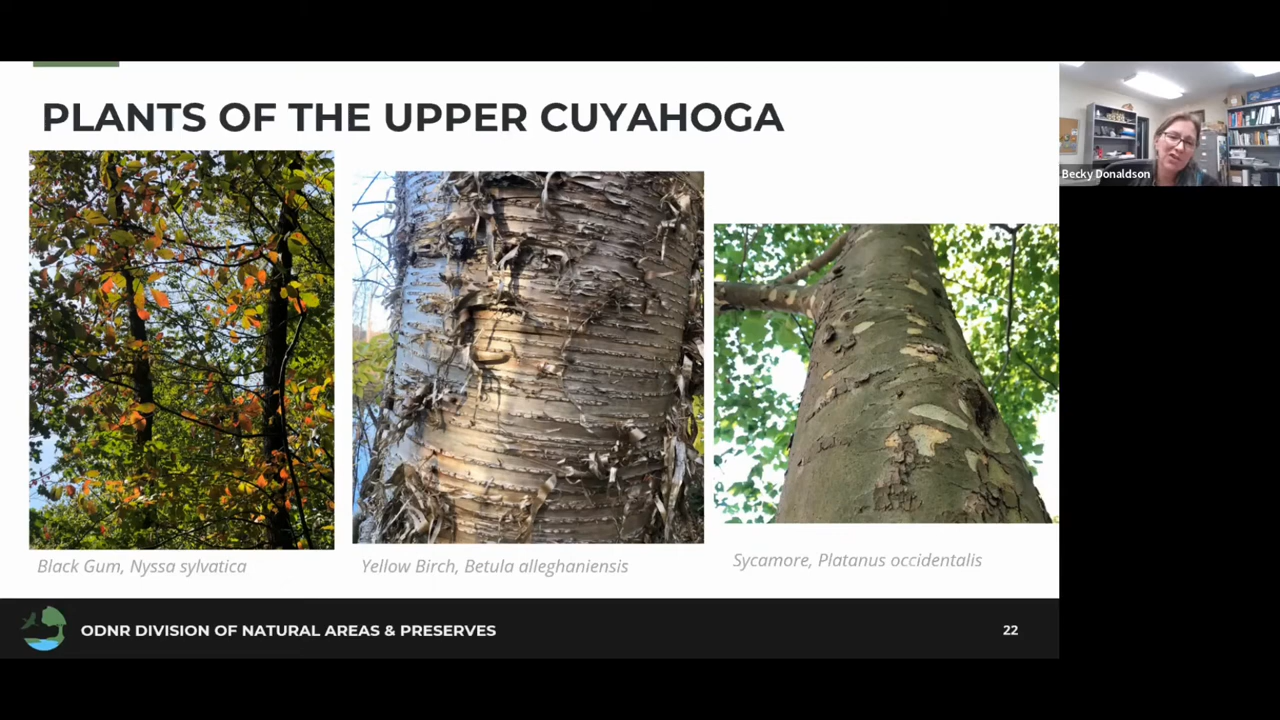 PLANTS OF THE UPPER CUYAHOGA
Becky Donaldson
Black Gum, Nyssa sylvatica
Yellow Birch, Betula alleghaniensis
Sycamore, Platanus occidentalis
ODNR DIVISION OF NATURAL AREAS & PRESERVES
22